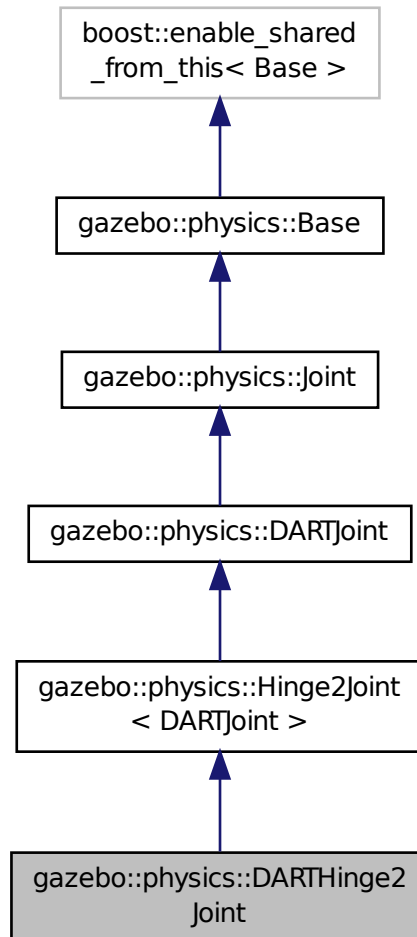 boost::enable_shared
_from_this< Base >
gazebo::physics::Base
gazebo::physics::Joint
gazebo::physics::DARTJoint
gazebo::physics::Hinge2Joint
< DARTJoint >
gazebo::physics::DARTHinge2
Joint